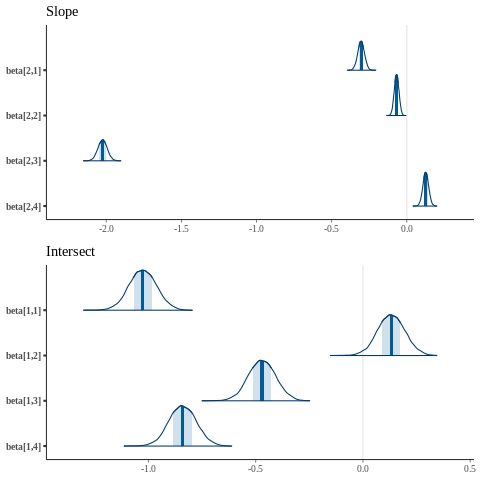 Slope
beta[2,1]
beta[2,2]
beta[2,3]
beta[2,4]
-2.0 -1.5 -1.0 -0.5 0.0
Intersect
beta[1,1]
beta[1,2]
beta[1,3]
beta[1,4]
-1.0 -0.5 0.0 0.5